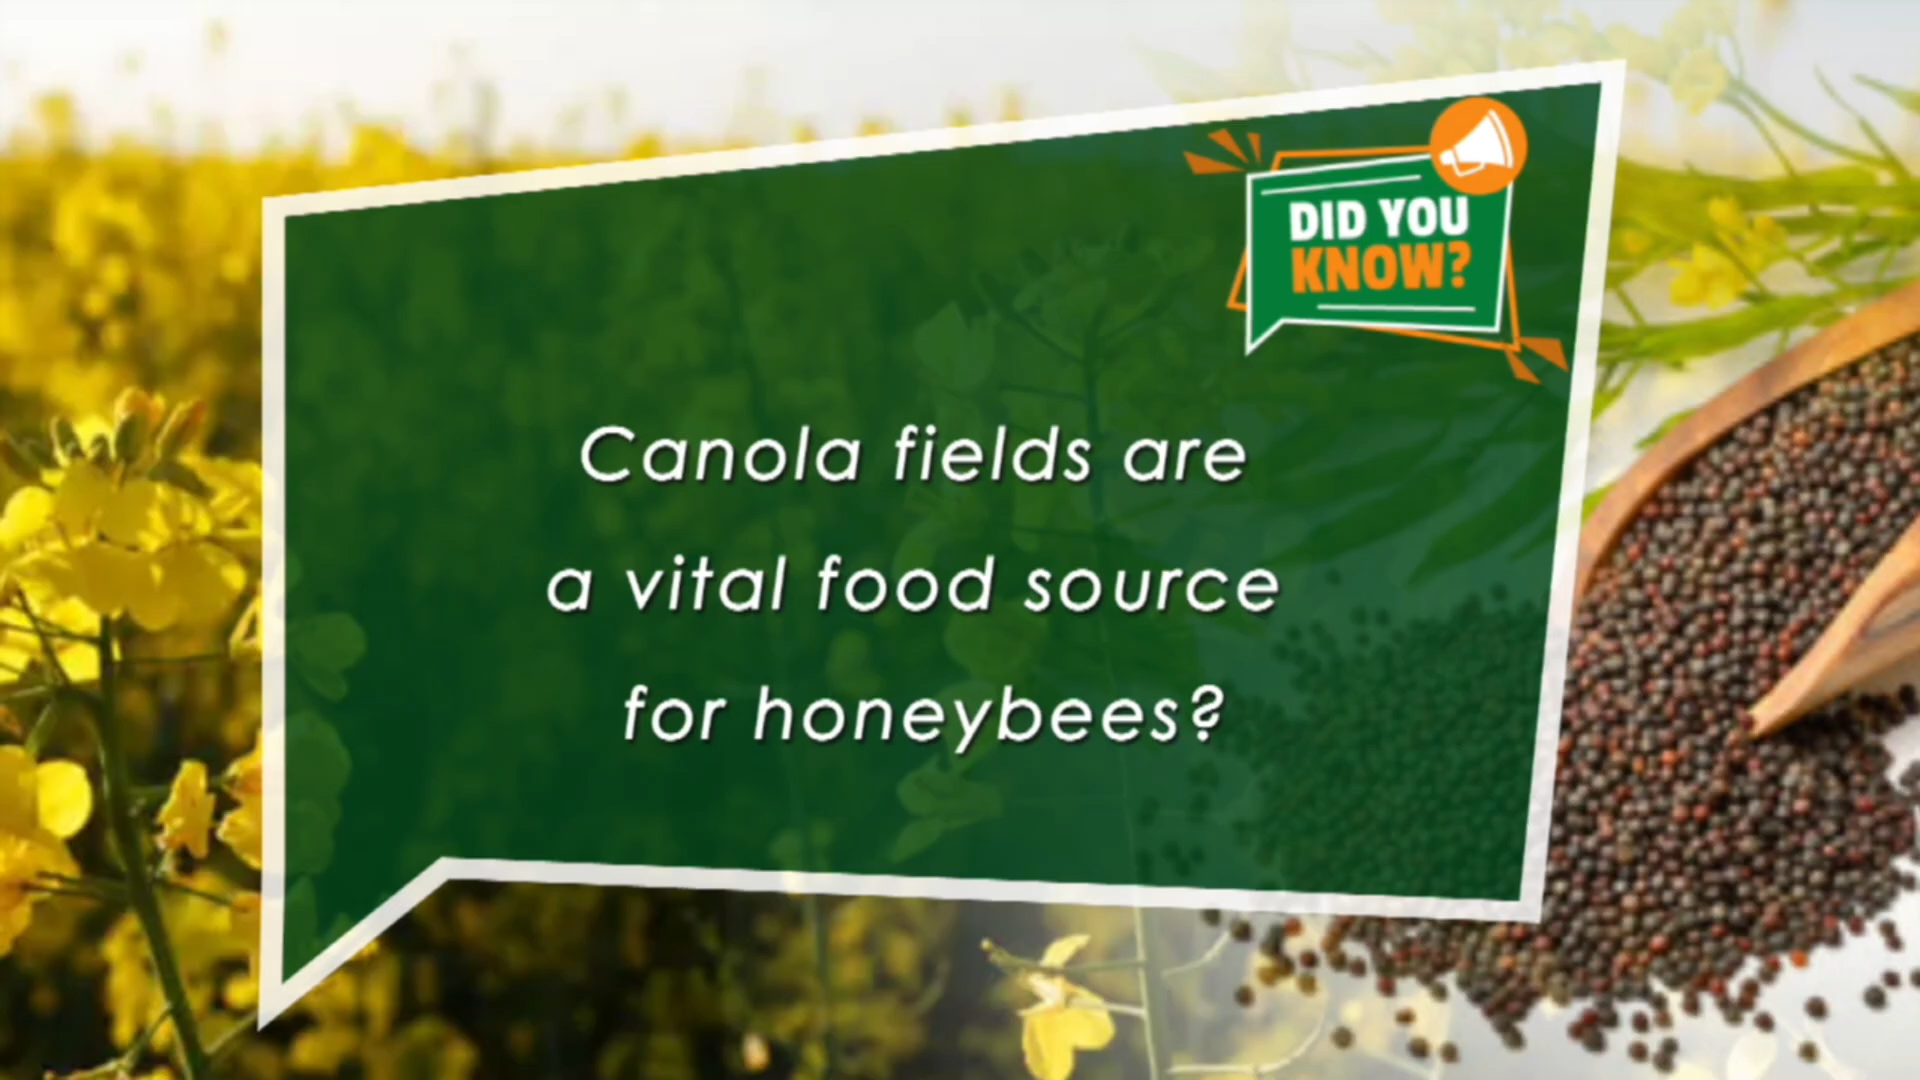 DID YOU
KNOW?
Canola fields are
a vital food source
for honeybees?